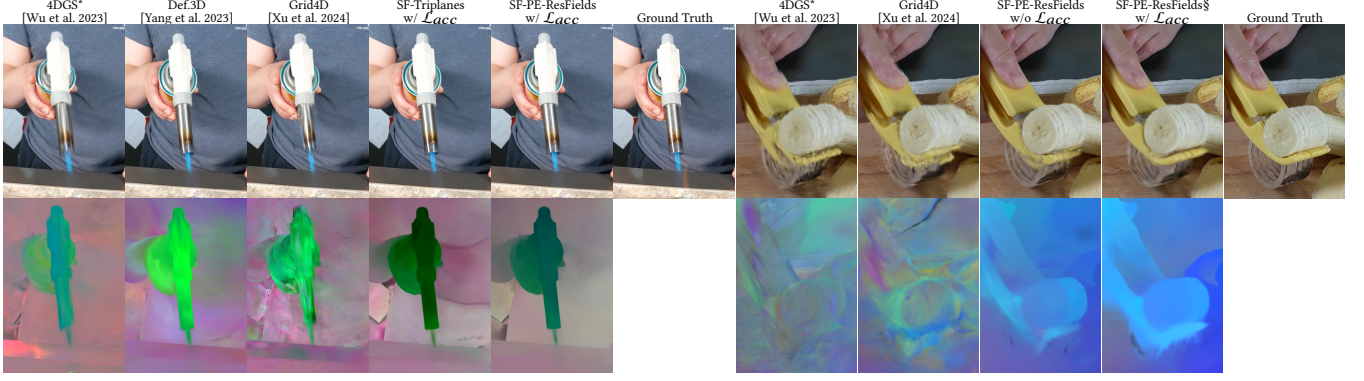 4DGS*
[Wu et al. 2023]
Def.3D
[Yang et al. 2023]
Grid4D
[Xu et al. 2024]
SF-Triplanes
w/ 𝓛𝒂𝒄𝒄
SF-PE-ResFields
w/ 𝓛𝒂𝒄𝒄
Ground Truth
4DGS*
[Wu et al. 2023]
Grid4D
[Xu et al. 2024]
SF-PE-ResFields
w/o 𝓛𝒂𝒄𝒄
SF-PE-ResFields§
w/ 𝓛𝒂𝒄𝒄
Ground Truth